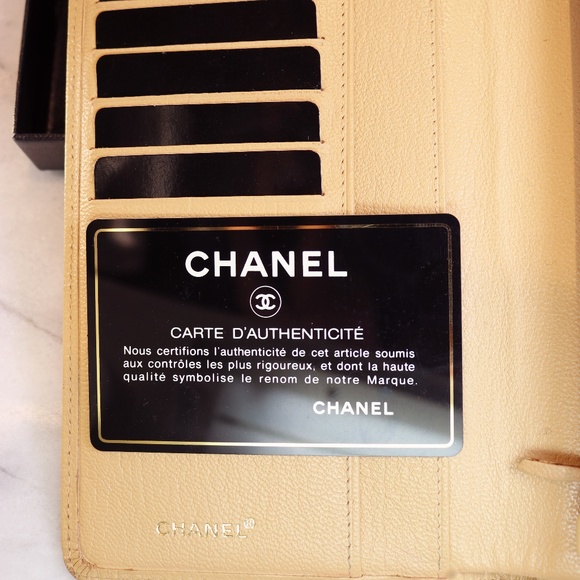 CHANEL
CARTE D'AUTHENTICITÉ
Nous certifions l'authenticité de cet article soumis
aux contrôles les plus rigoureux, et dont la haute
qualité symbolise le renom de notre Marque.
CHANEL
CHANEL®